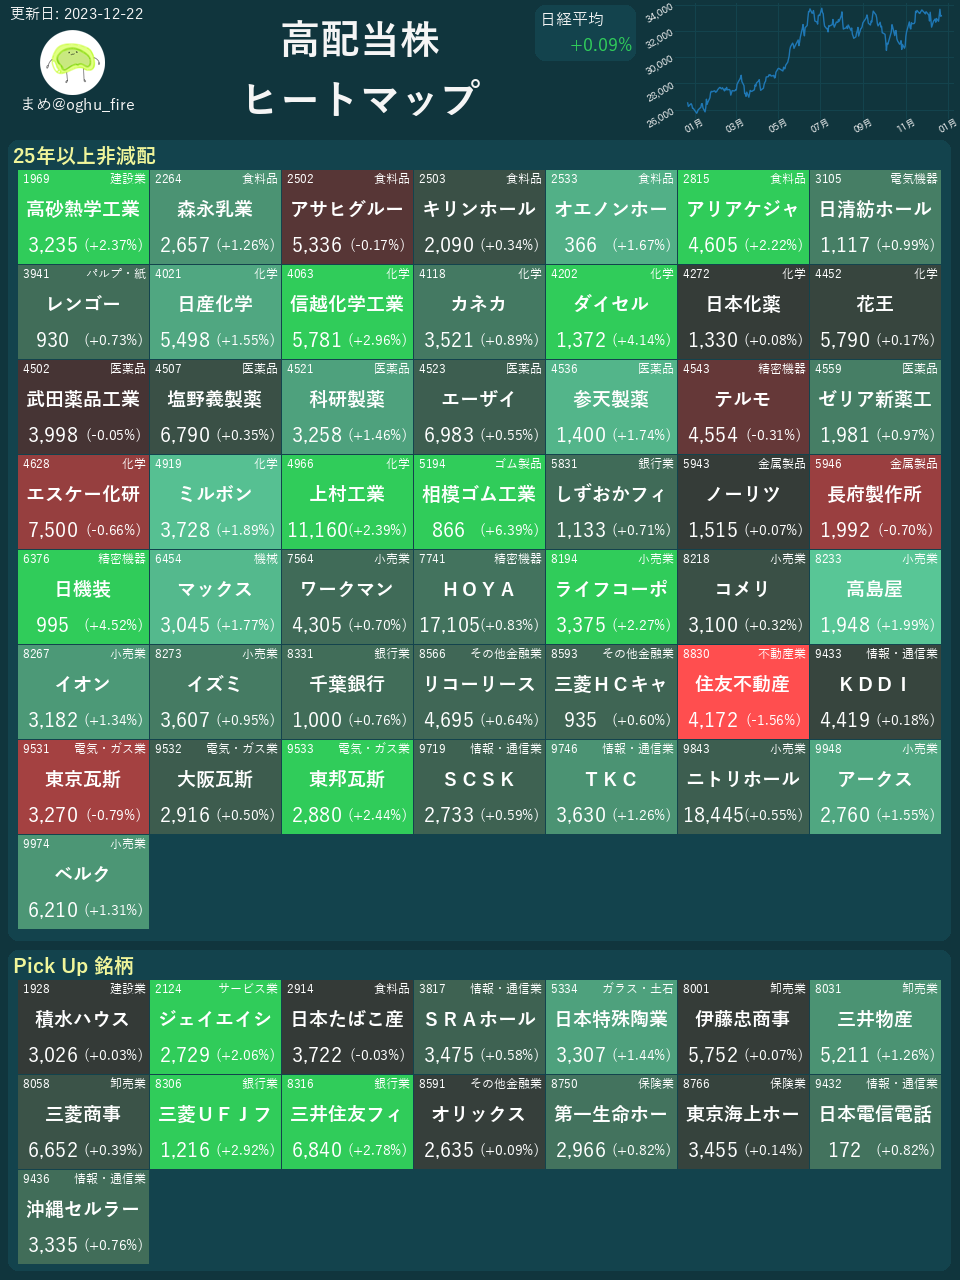 更新日: 2023-12-22
まめ@oghu_fire
高配当株
ヒートマップ
日経平均
+0.09%
34,000
32,000
30,000
28,000
26,000
01月 03月 05月 07月 09月 11月 01月
25年以上非減配
1969 建設業
高砂熱学工業
3,235 (+2.37%)
2264 食料品
森永乳業
2,657 (+1.26%)
2502 食料品
アサヒグルー
5,336 (-0.17%)
2503 食料品
キリンホール
2,090 (+0.34%)
2533 食料品
オエノンホー
366 (+1.67%)
2815 食料品
アリアケジャ
4,605 (+2.22%)
3105 電気機器
日清紡ホール
1,117 (+0.99%)
3941 パルプ・紙
レンゴー
930 (+0.73%)
4021 化学
日産化学
5,498 (+1.55%)
4063 化学
信越化学工業
5,781 (+2.96%)
4118 化学
カネカ
3,521 (+0.89%)
4202 化学
ダイセル
1,372 (+4.14%)
4272 化学
日本化薬
1,330 (+0.08%)
4452 化学
花王
5,790 (+0.17%)
4502 医薬品
武田薬品工業
3,998 (-0.05%)
4507 医薬品
塩野義製薬
6,790 (+0.35%)
4521 医薬品
科研製薬
3,258 (+1.46%)
4523 医薬品
エーザイ
6,983 (+0.55%)
4536 医薬品
参天製薬
1,400 (+1.74%)
4543 精密機器
テルモ
4,554 (-0.31%)
4559 医薬品
ゼリア新薬工
1,981 (+0.97%)
4628 化学
エスケー化研
7,500 (-0.66%)
4919 化学
ミルボン
3,728 (+1.89%)
4966 化学
上村工業
11,160(+2.39%)
5194 ゴム製品
相模ゴム工業
866 (+6.39%)
5831 銀行業
しずおかフィ
1,133 (+0.71%)
5943 金属製品
ノーリツ
1,515 (+0.07%)
5946 金属製品
長府製作所
1,992 (-0.70%)
6376 精密機器
日機装
995 (+4.52%)
6454 機械
マックス
3,045 (+1.77%)
7564 小売業
ワークマン
4,305 (+0.70%)
7741 精密機器
HOYA
17,105(+0.83%)
8194 小売業
ライフコーポ
3,375 (+2.27%)
8218 小売業
コメリ
3,100 (+0.32%)
8233 小売業
高島屋
1,948 (+1.99%)
8267 小売業
イオン
3,182 (+1.34%)
8273 小売業
イズミ
3,607 (+0.95%)
8331 銀行業
千葉銀行
1,000 (+0.76%)
8566 その他金融業
リコーリース
4,695 (+0.64%)
8593 その他金融業
三菱HCキャ
935 (+0.60%)
8830 不動産業
住友不動産
4,172 (-1.56%)
9433 情報・通信業
KDDI
4,419 (+0.18%)
9531 電気・ガス業
東京瓦斯
3,270 (-0.79%)
9532 電気・ガス業
大阪瓦斯
2,916 (+0.50%)
9533 電気・ガス業
東邦瓦斯
2,880 (+2.44%)
9719 情報・通信業
SCSK
2,733 (+0.59%)
9746 情報・通信業
TKC
3,630 (+1.26%)
9843 小売業
ニトリホール
18,445(+0.55%)
9948 小売業
アークス
2,760 (+1.55%)
9974 小売業
ベルク
6,210 (+1.31%)
Pick Up 銘柄
1928 建設業
積水ハウス
3,026 (+0.03%)
2124 サービス業
ジェイエイシ
2,729 (+2.06%)
2914 食料品
日本たばこ産
3,722 (-0.03%)
3817 情報・通信業
SRAホール
3,475 (+0.58%)
5334 ガラス・土石
日本特殊陶業
3,307 (+1.44%)
8001 卸売業
伊藤忠商事
5,752 (+0.07%)
8031 卸売業
三井物産
5,211 (+1.26%)
8058 卸売業
三菱商事
6,652 (+0.39%)
8306 銀行業
三菱UFJフ
1,216 (+2.92%)
8316 銀行業
三井住友フィ
6,840 (+2.78%)
8591 その他金融業
オリックス
2,635 (+0.09%)
8750 保険業
第一生命ホー
2,966 (+0.82%)
8766 保険業
東京海上ホー
3,455 (+0.14%)
9432 情報・通信業
日本電信電話
172 (+0.82%)
9436 情報・通信業
沖縄セルラー
3,335 (+0.76%)